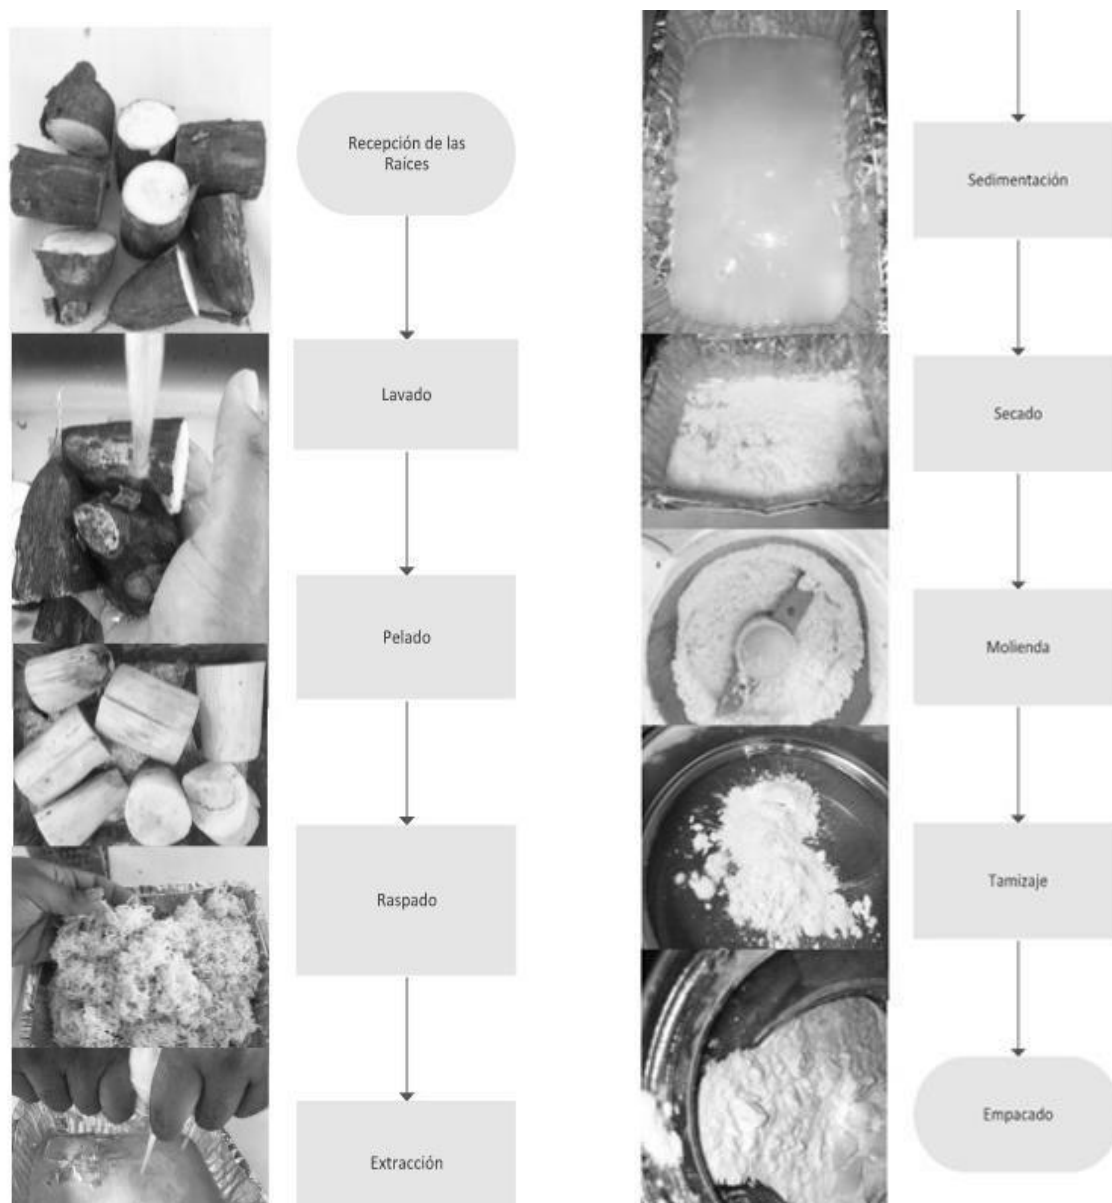 Recepción de las
Raíces
Lavado
Pelado
Raspado
Extracción
Sedimentación
Secado
Molienda
Tamizaje
Empacado